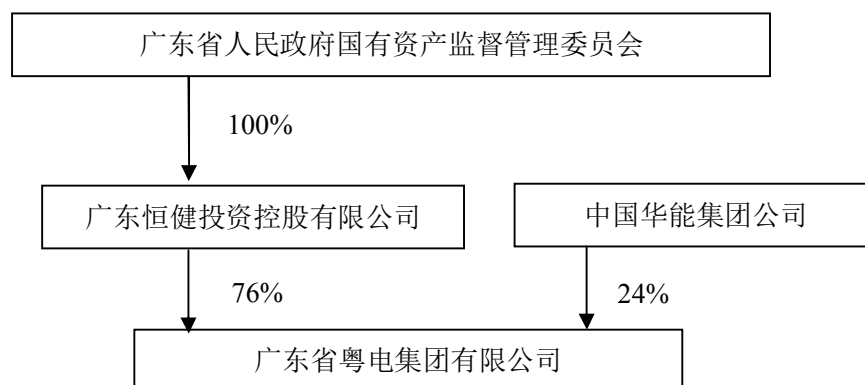 广东省人民政府国有资产监督管理委员会
100%
广东恒健投资控股有限公司
中国华能集团公司
76%
24%
广东省粤电集团有限公司